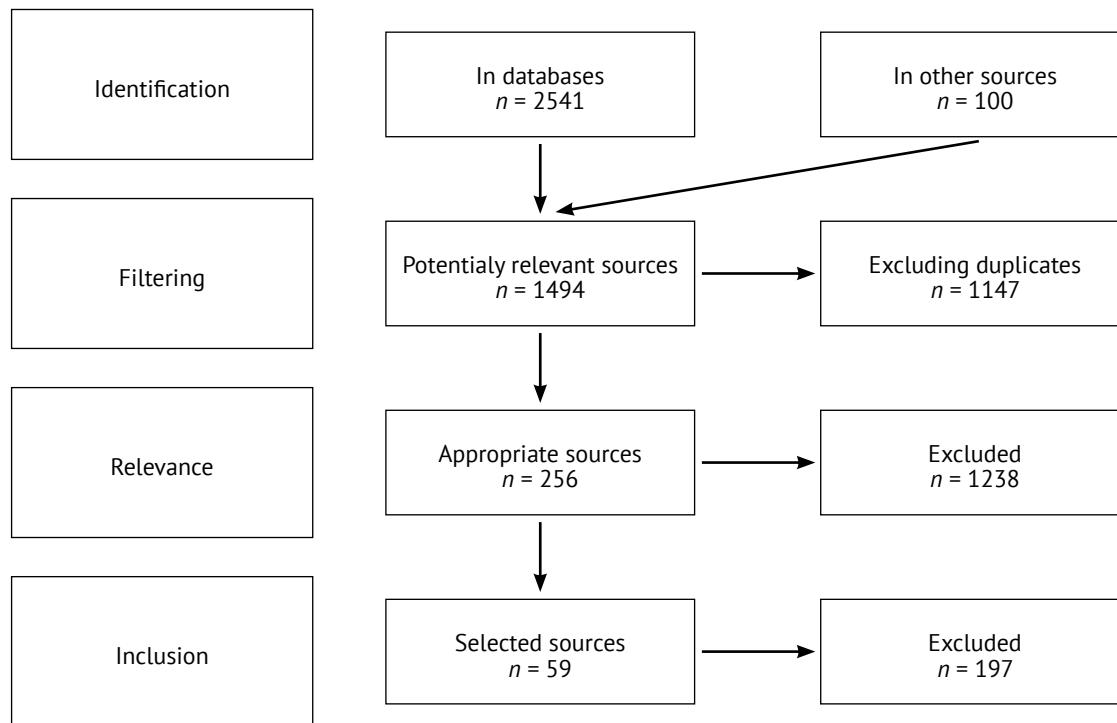 Identification
In databases
n = 2541
In other sources
n = 100
Filtering
Potentialy relevant sources
n = 1494
Excluding duplicates
n = 1147
Relevance
Appropriate sources
n = 256
Excluded
n = 1238
Inclusion
Selected sources
n = 59
Excluded
n = 197